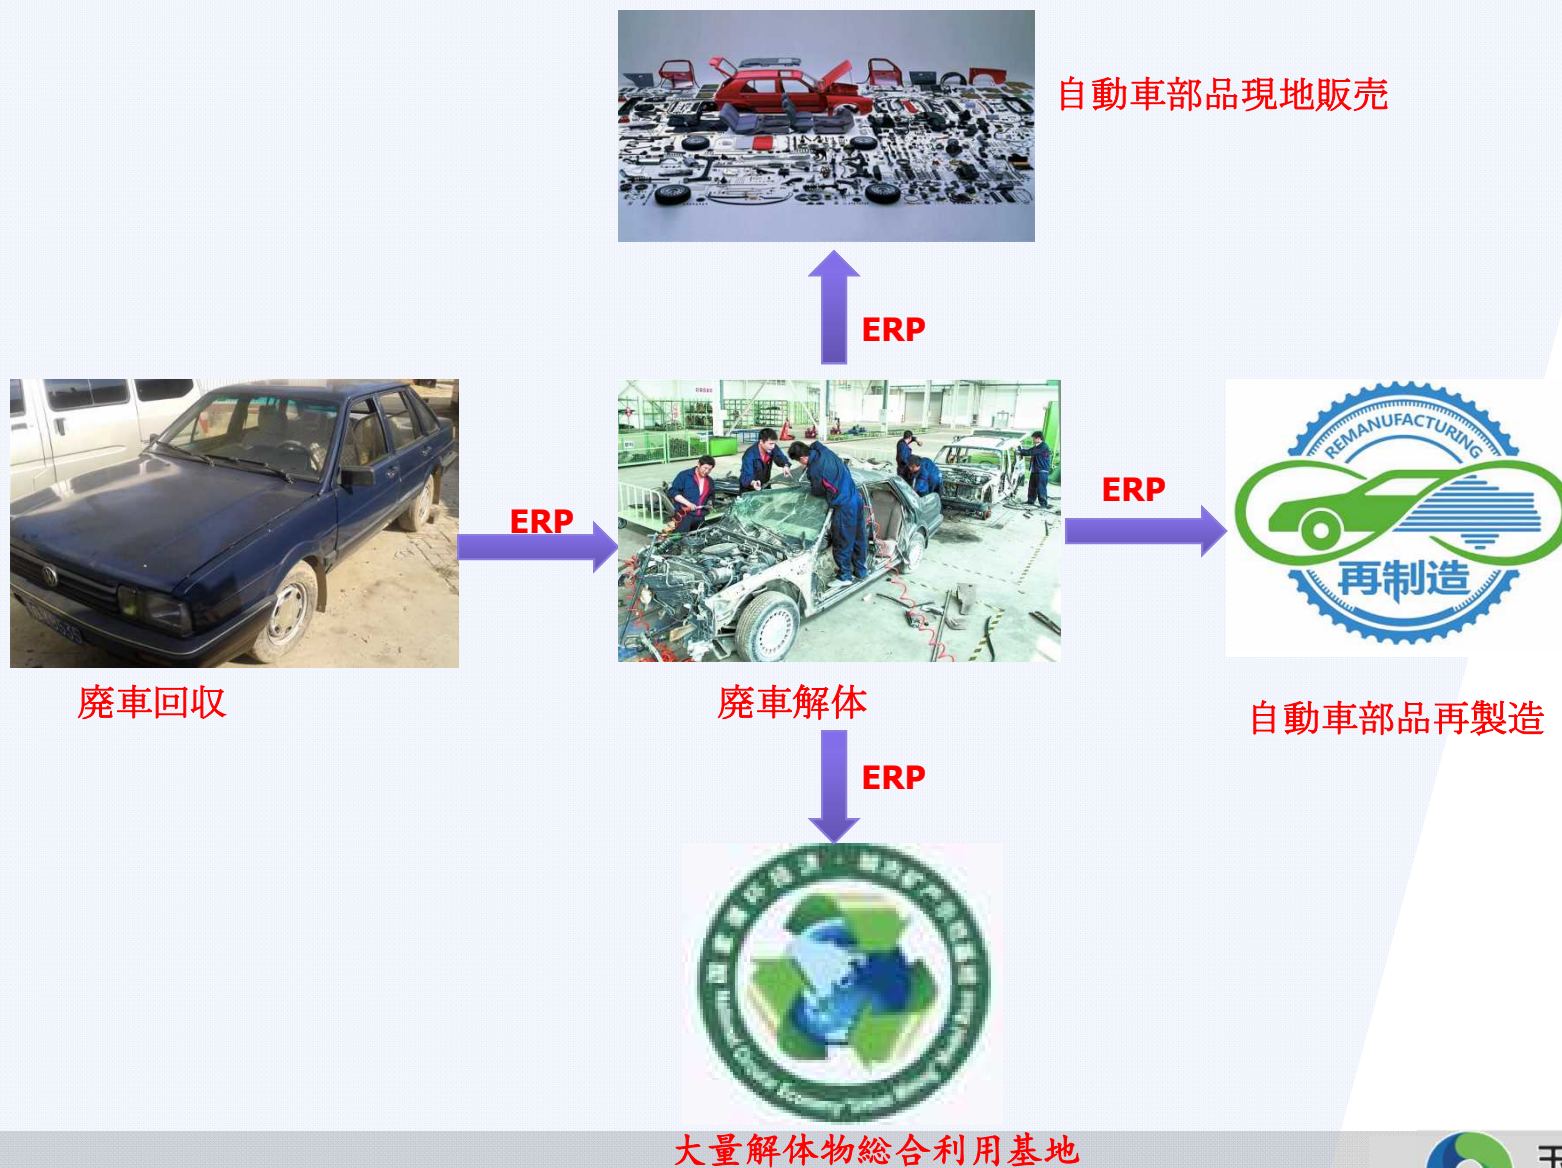 自動車部品現地販売
ERP
ERP
ERP
REMANUFACTURING
再制造
廃車回収
廃車解体
自動車部品再製造
ERP
大量解体物総合利用基地